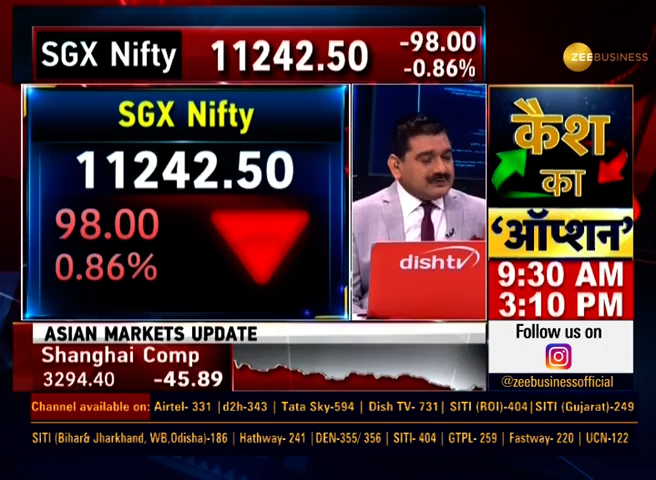 SGX Nifty 11242.50 -98.00
-0.86%
ZEEBUSINESS
SGX Nifty
11242.50
98.00
0.86%
dishtv
कैश
का
‘ऑप्शन’
9:30 AM
3:10 PM
Follow us on
@zeebusinessofficial
ASIAN MARKETS UPDATE
Shanghai Comp
3294.40 -45.89
Channel available on: Airtel- 331 | d2h-343 | Tata Sky-594 | Dish TV- 731 | SITI (ROI)-404 | SITI (Gujarat)-249
SITI (Bihar& Jharkhand, WB,Odisha)-186 | Hathway- 241 | DEN-355/ 356 | SITI- 404 | GTPL- 259 | Fastway- 220 | UCN-122